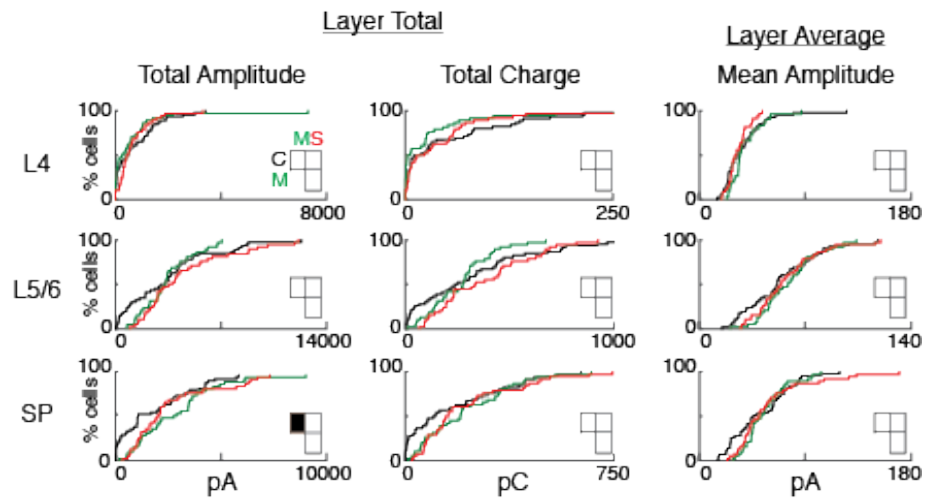 Layer Total
Layer Average
Total Amplitude
Total Charge
Mean Amplitude
L4
% cells
100
0
0
8000
MS
C
M
100
0
0
250
100
0
0
180
L5/6
% cells
100
0
0
14000
100
0
0
1000
100
0
0
140
SP
% cells
100
0
0
10000
pA
100
0
0
750
pC
100
0
0
180
pA